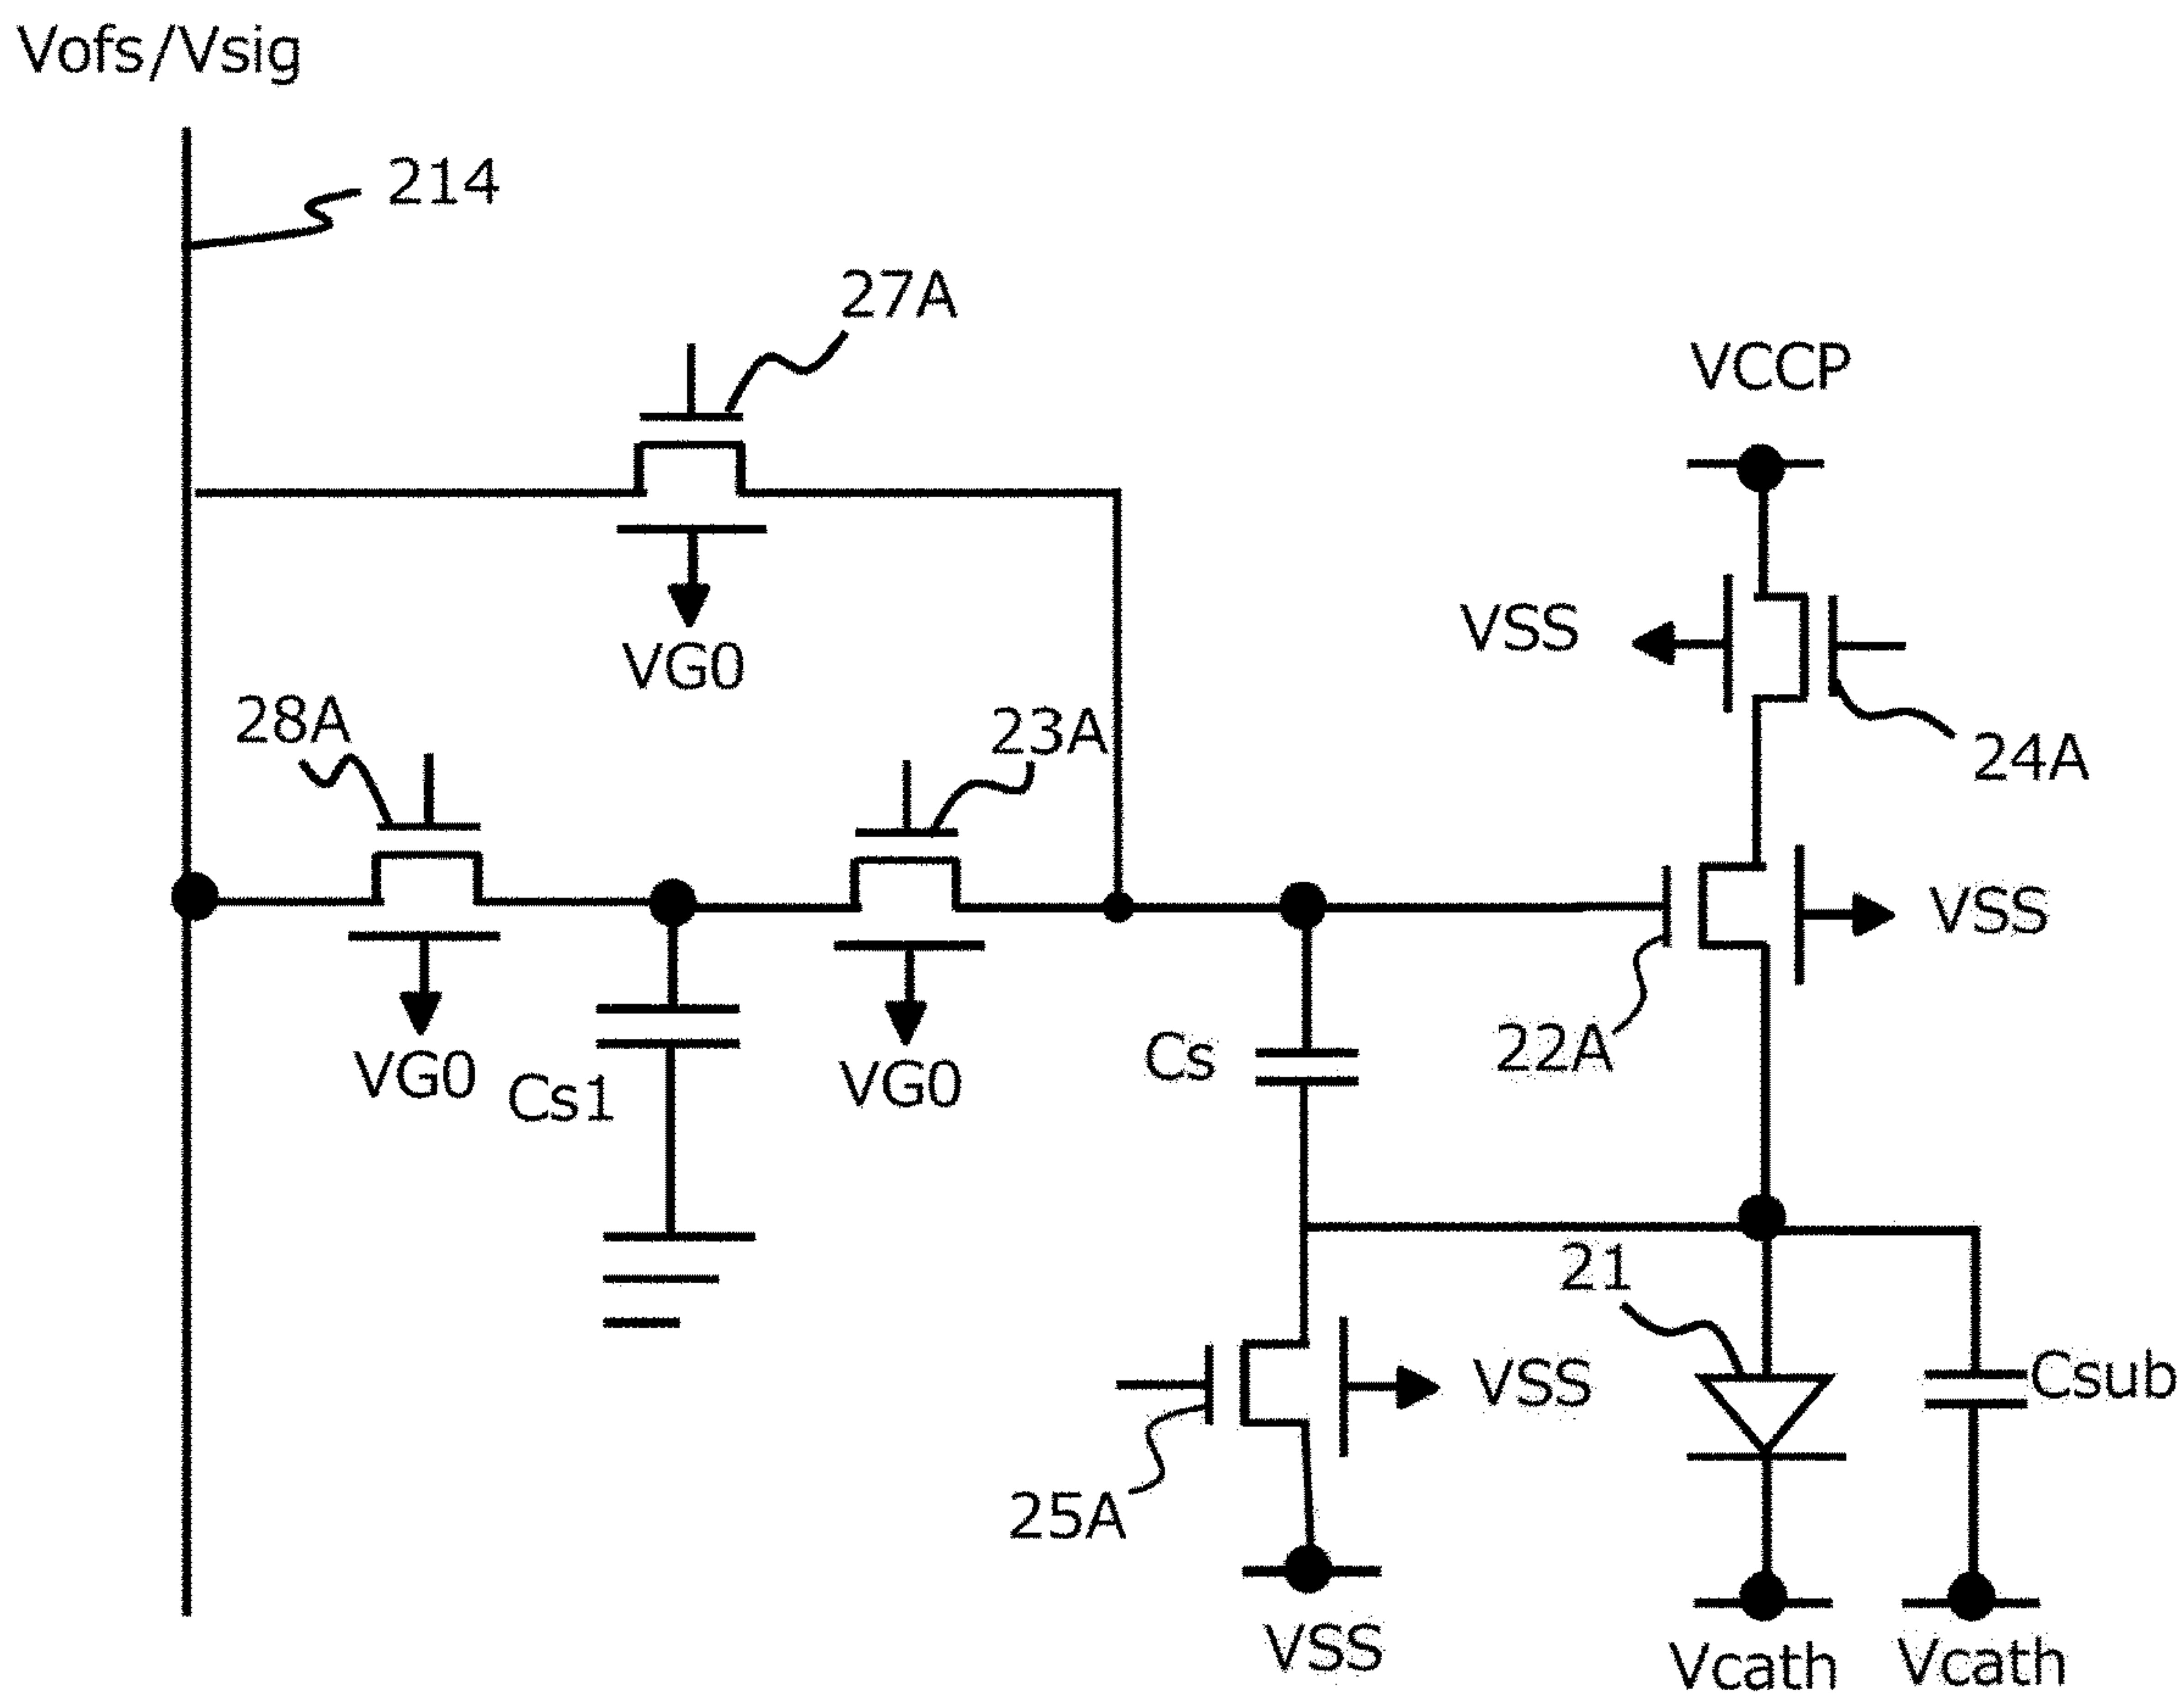 Vofs/Vsig
214
27A
VCCP
VG0
VSS
28A
23A
24A
VSS
VG0
Cs1
VG0
Cs
22A
21
Csub
VSS
25A
VSS
Vcath
Vcath